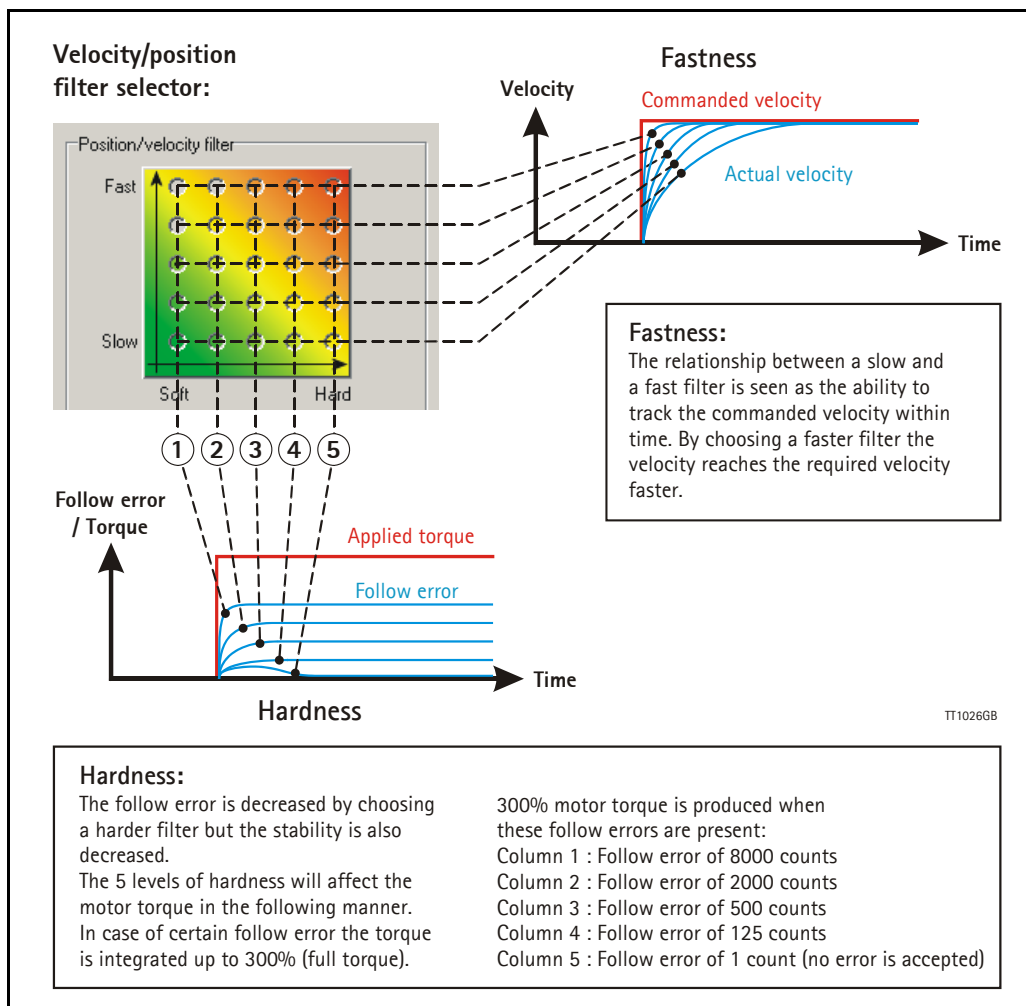 Velocity/position
filter selector:
Position/velocity filter
Fast
Slow
Soft
Hard
1 2 3 4 5
Fastness
Velocity
Commanded velocity
Actual velocity
Time
Fastness:
The relationship between a slow and
a fast filter is seen as the ability to
track the commanded velocity within
time. By choosing a faster filter the
velocity reaches the required velocity
faster.
Follow error
/ Torque
Applied torque
Follow error
Time
Hardness
TT1026GB
Hardness:
The follow error is decreased by choosing
a harder filter but the stability is also
decreased.
The 5 levels of hardness will affect the
motor torque in the following manner.
In case of certain follow error the torque
is integrated up to 300% (full torque).
300% motor torque is produced when
these follow errors are present:
Column 1 : Follow error of 8000 counts
Column 2 : Follow error of 2000 counts
Column 3 : Follow error of 500 counts
Column 4 : Follow error of 125 counts
Column 5 : Follow error of 1 count (no error is accepted)